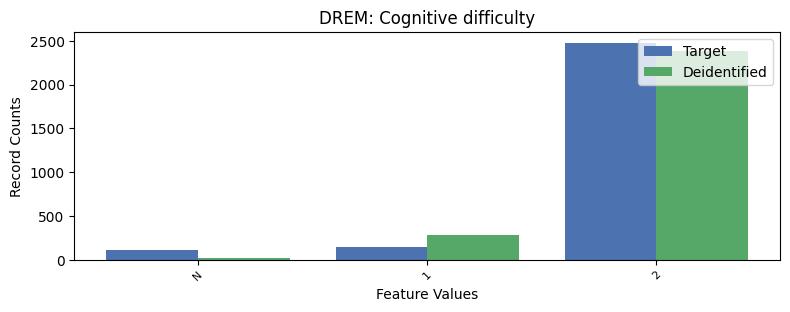 DREM: Cognitive difficulty
Record Counts
2500
2000
1500
1000
500
0
Target
Deidentified
N
1
2
Feature Values